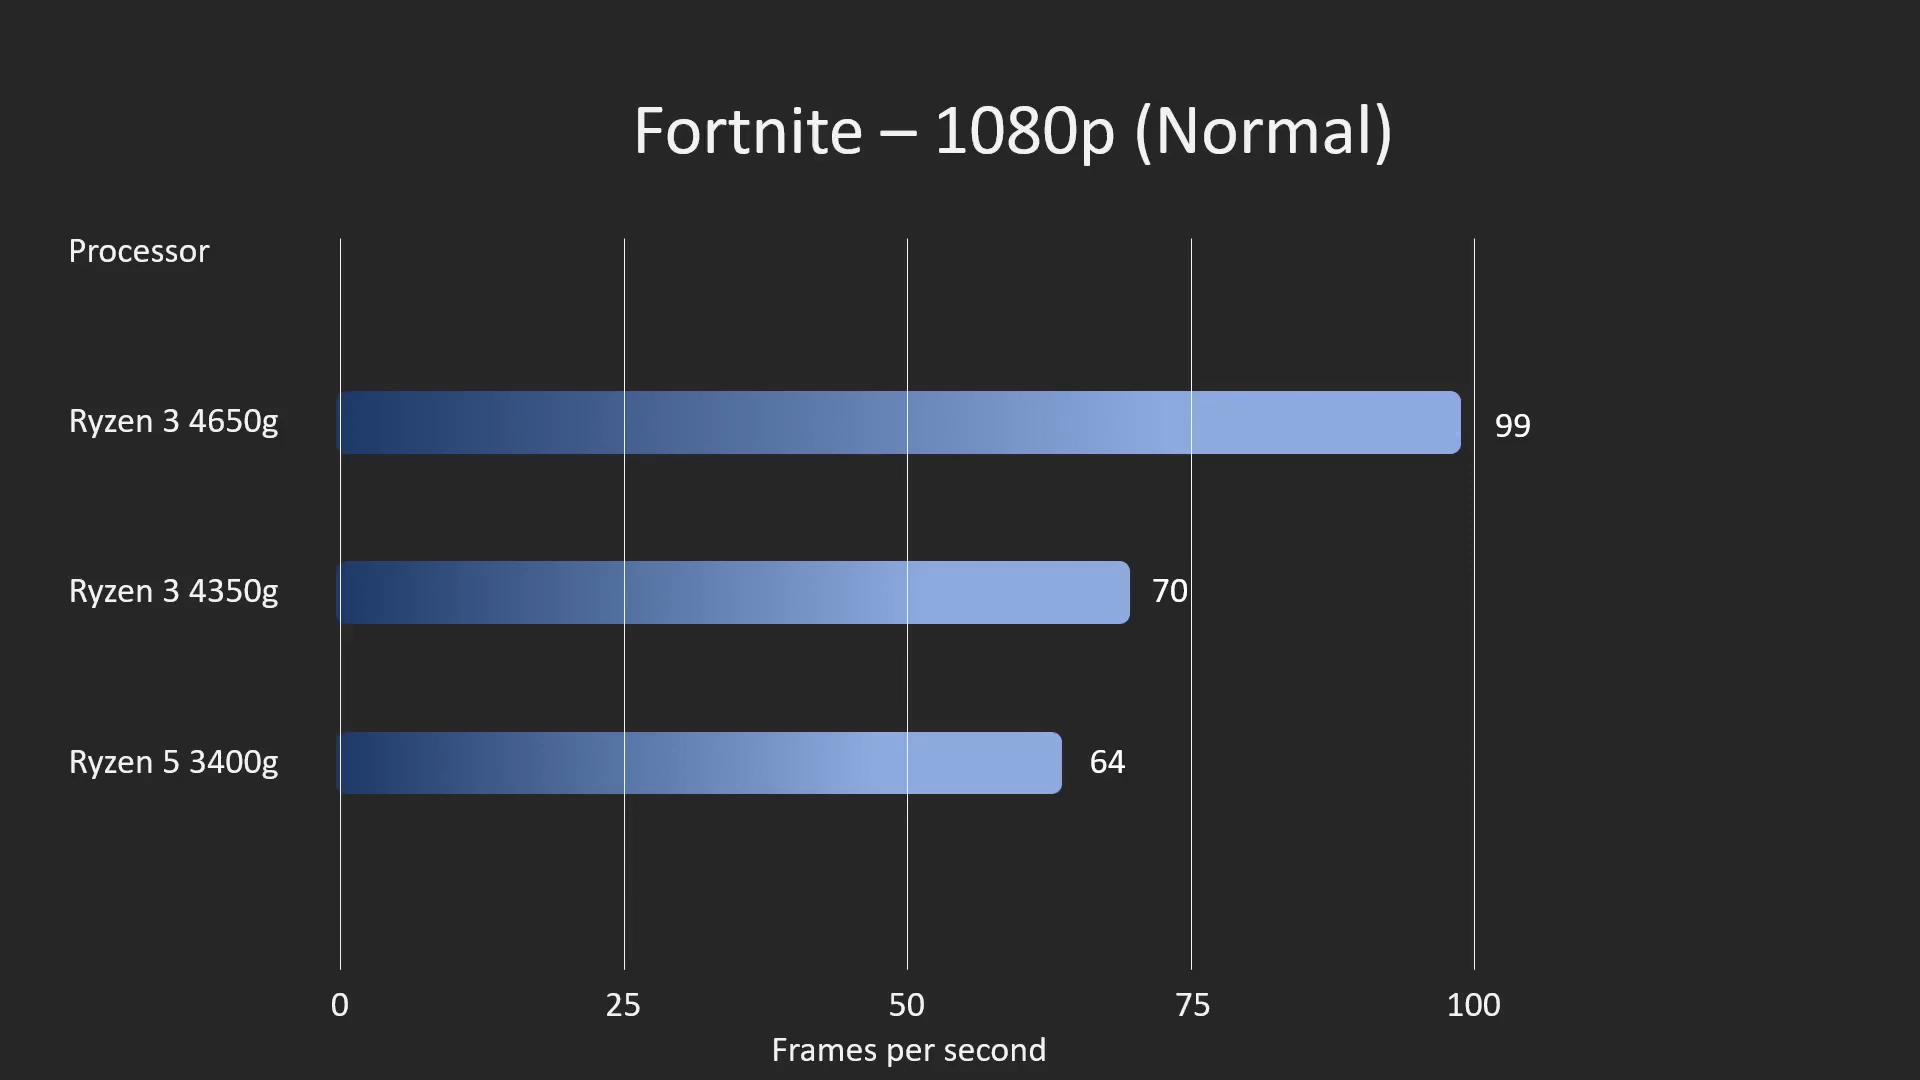 Fortnite – 1080p (Normal)
Processor
Ryzen 3 4650g
99
Ryzen 3 4350g
70
Ryzen 5 3400g
64
0 25 50 75 100
Frames per second